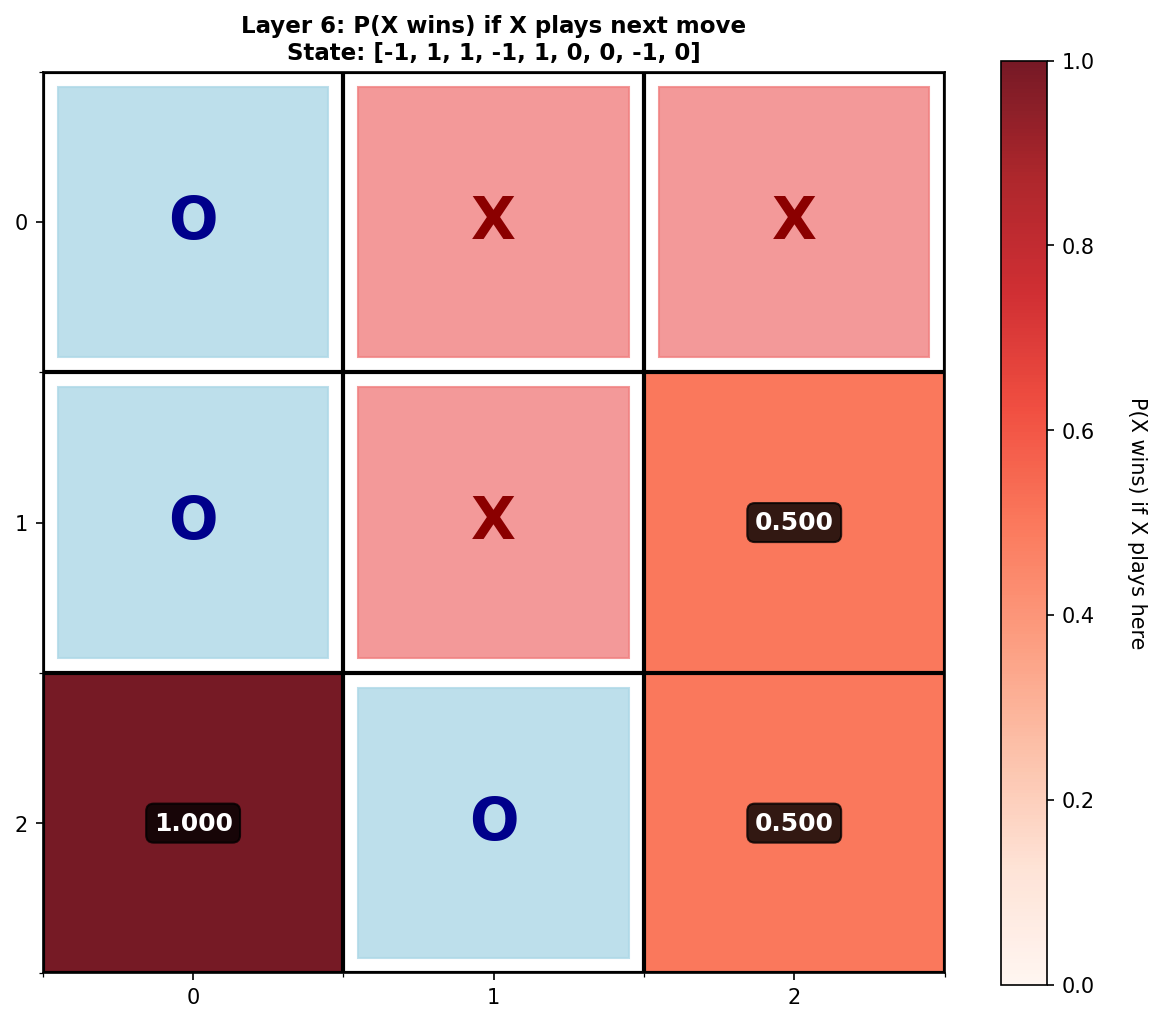 Layer 6: P(X wins) if X plays next move
State: [-1, 1, 1, -1, 1, 0, 0, -1, 0]
O X X
O X 0.500
1.000 O 0.500
0
1
2
0 1 2
1.0
0.8
0.6
0.4
0.2
0.0
P(X wins) if X plays here